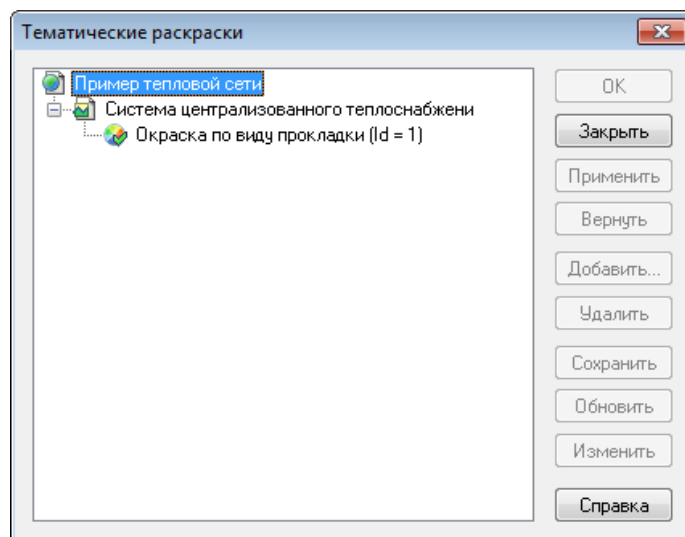 Тематические раскраски
Пример тепловой сети
Система централизованного теплоснабжени
Окраска по виду прокладки (Id = 1)
OK
Закрыть
Применить
Вернуть
Добавить...
Удалить
Сохранить
Обновить
Изменить
Справка